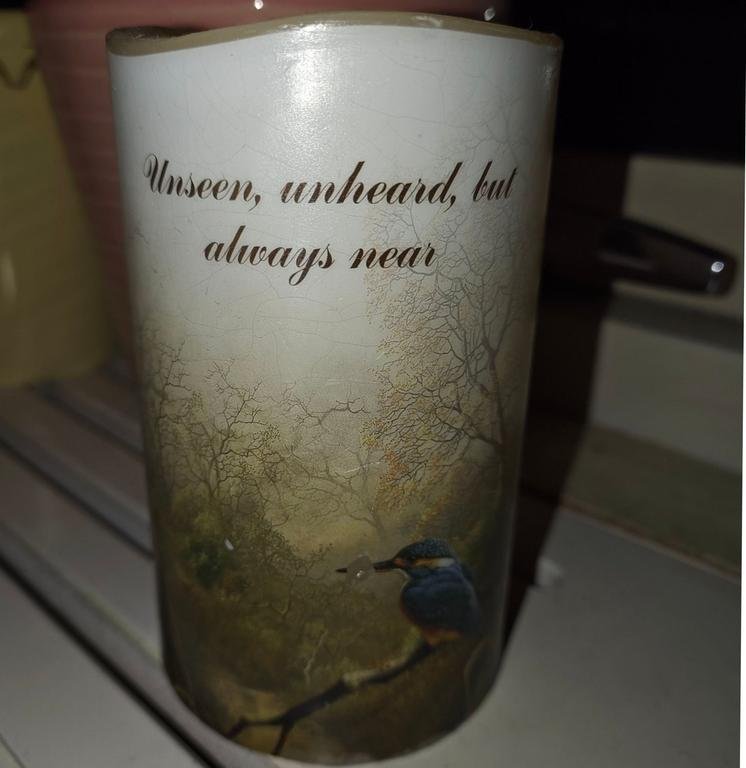 Unseen, unheard, but
always near